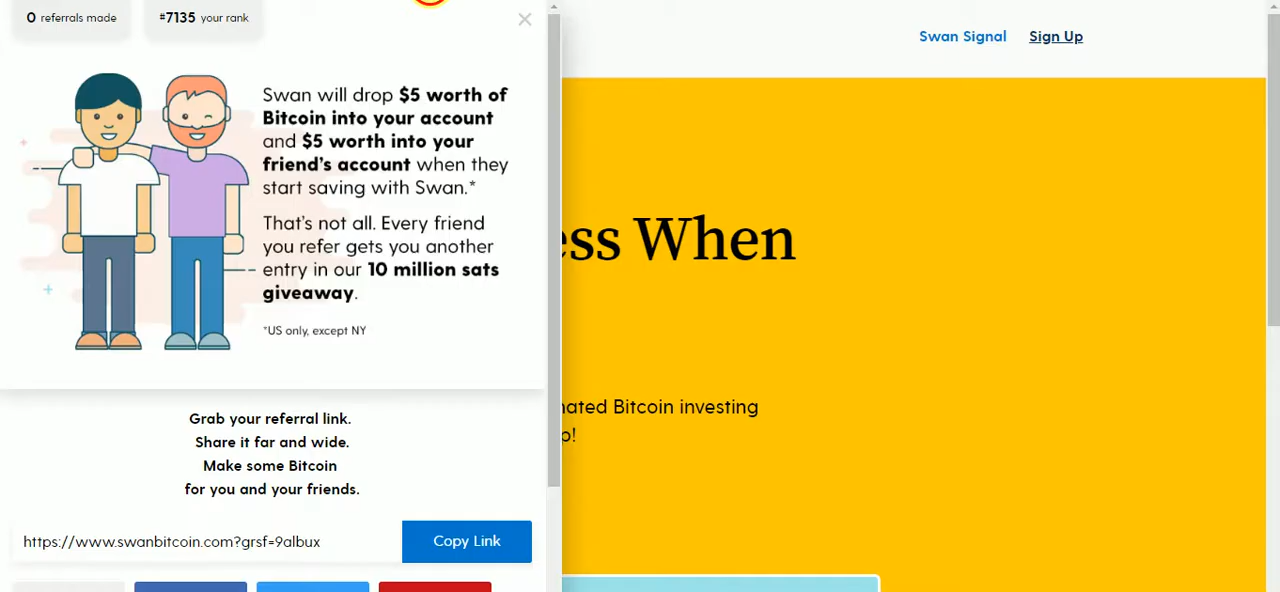 0 referrals made
#7135 your rank
Swan Signal
Sign Up
Swan will drop $5 worth of
Bitcoin into your account
and $5 worth into your
friend's account when they
start saving with Swan.*
That's not all. Every friend
you refer gets you another
entry in our 10 million sats
giveaway.
*US only, except NY
ess When
Grab your referral link.
Share it far and wide.
Make some Bitcoin
for you and your friends.
https://www.swanbitcoin.com?grsf=9albux
Copy Link
nated Bitcoin investing
p!